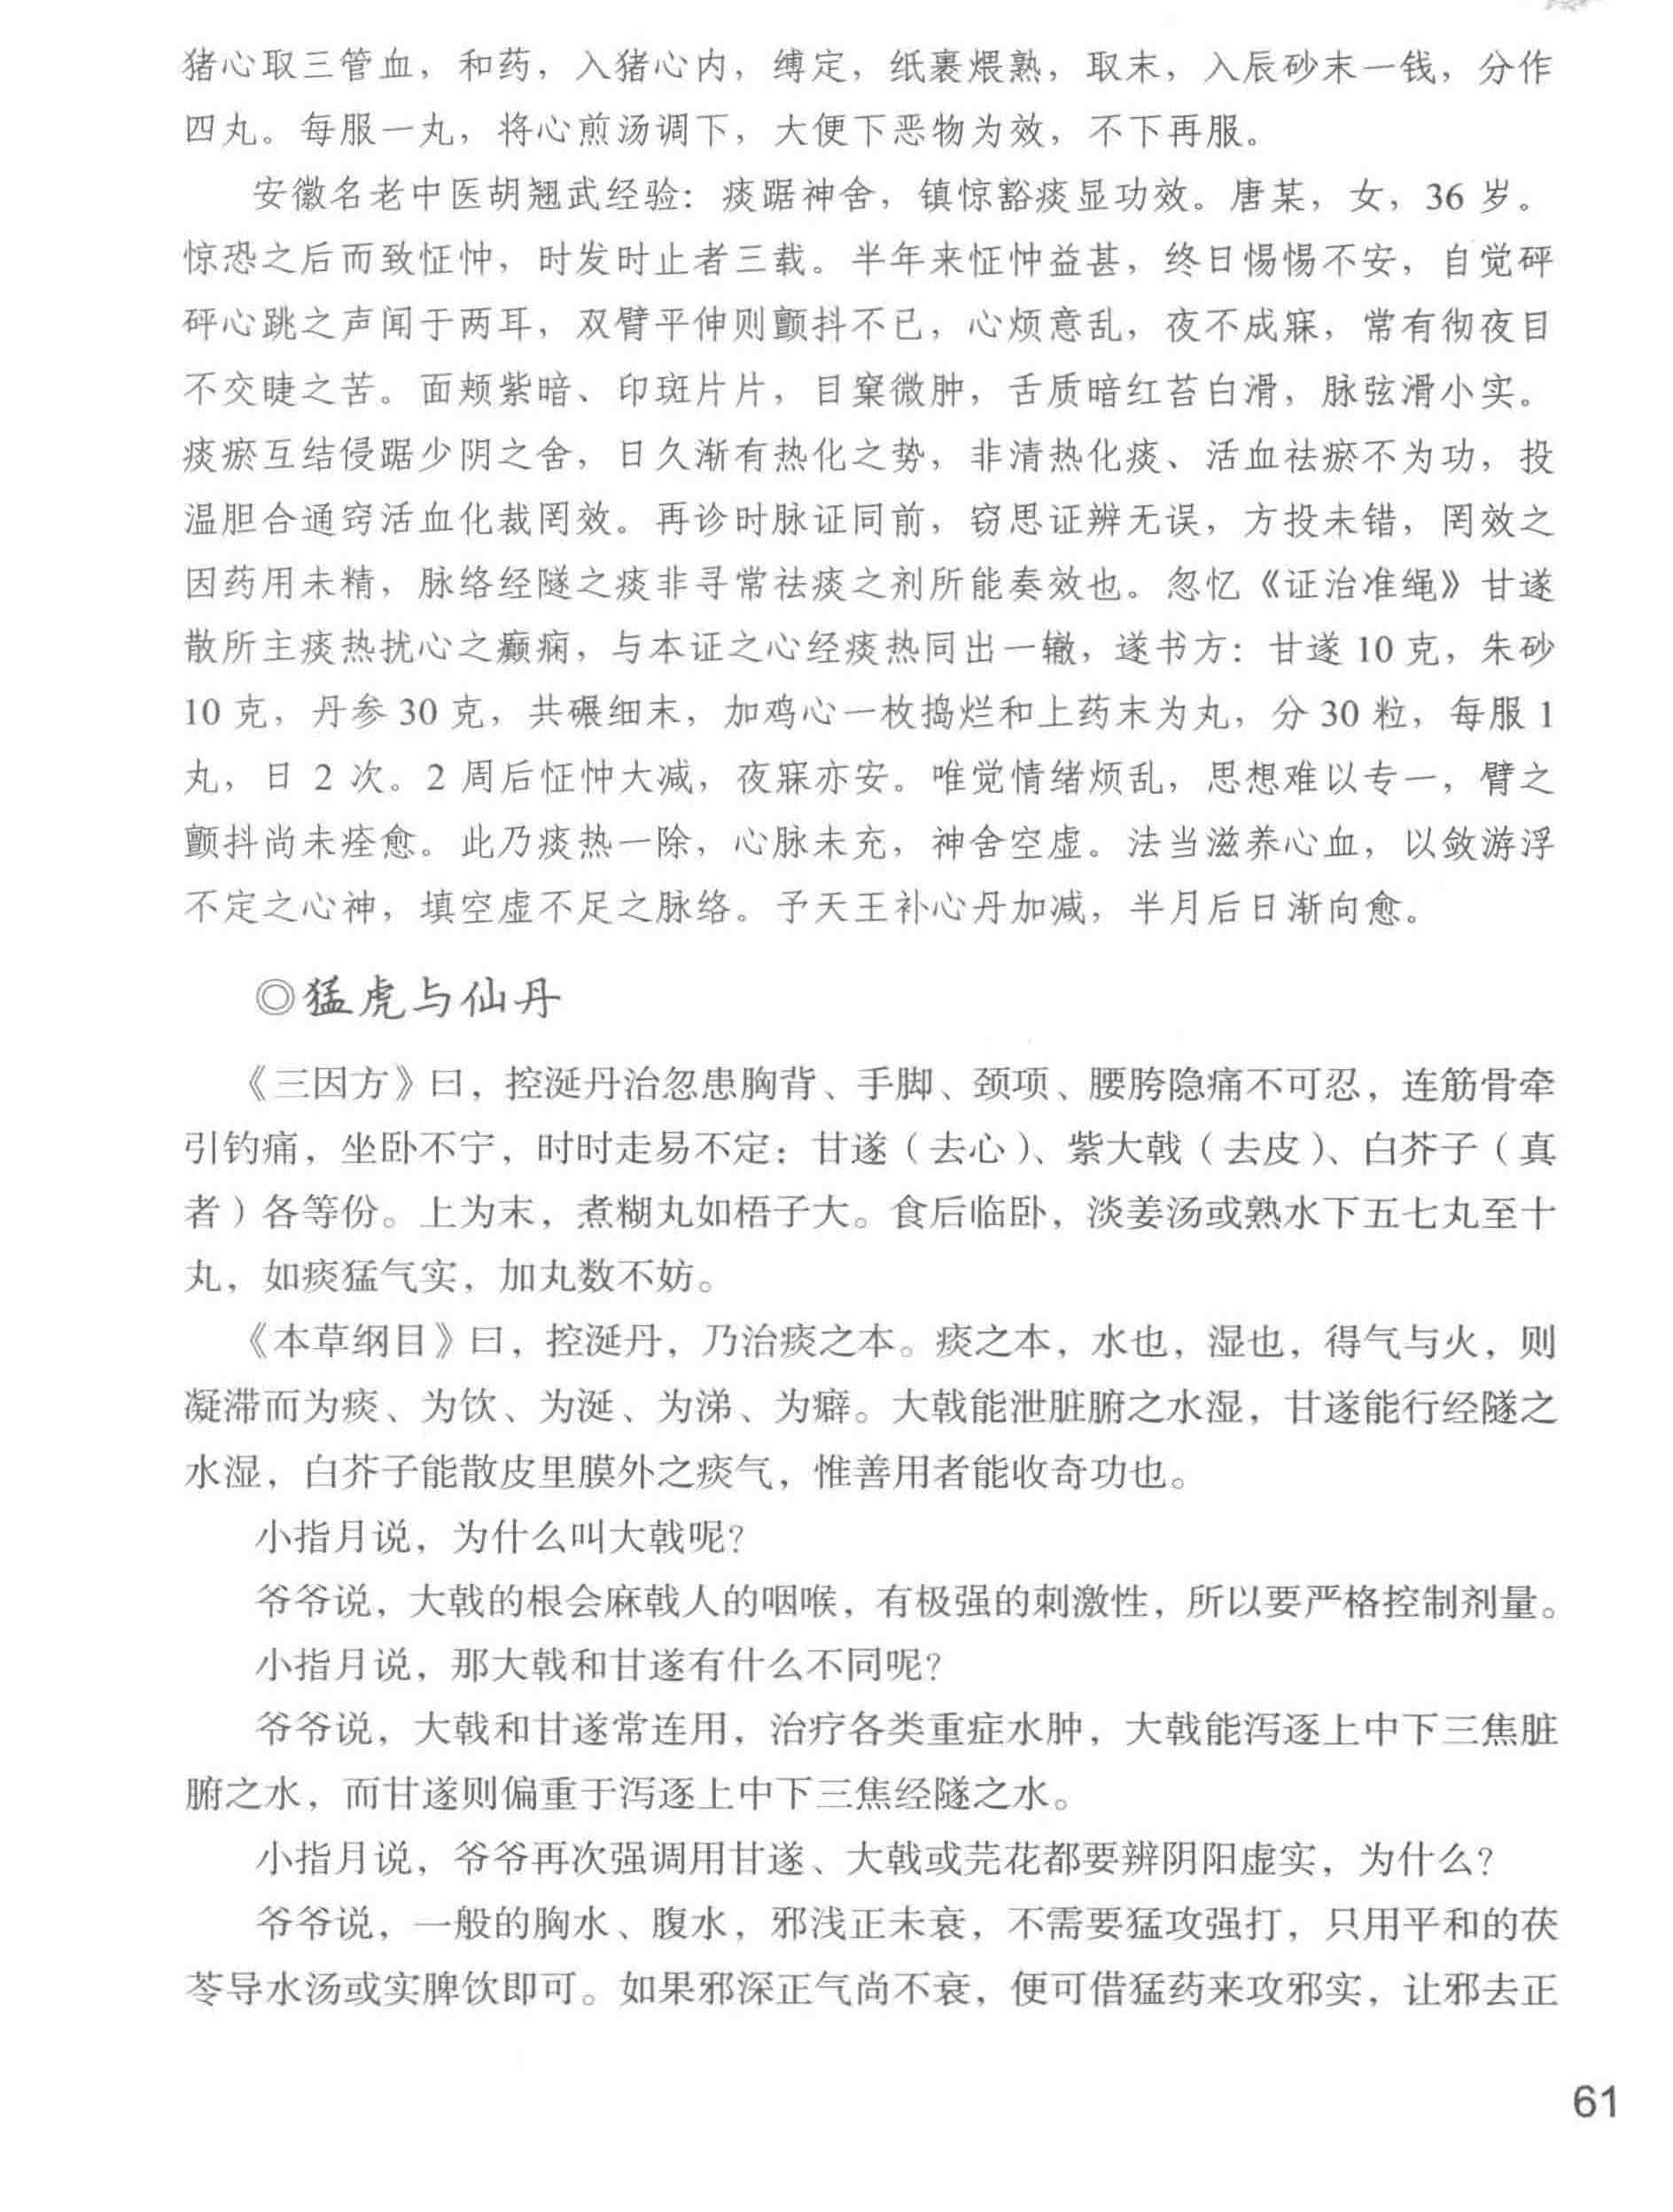 猪心取三管血，和药，入猪心内，缚定，纸裹煨熟，取末，入辰砂末一钱，分作
四丸。每服一丸，将心煎汤调下，大便下恶物为效，不下再服。
安徽名老中医胡翘武经验：痰踞神舍，镇惊豁痰显功效。唐某，女，36 岁。
惊恐之后而致怔忡，时发时止者三载。半年来怔忡益甚，终日惕惕不安，自觉砰
砰心跳之声闻于两耳，双臂平伸则颤抖不已，心烦意乱，夜不成寐，常有彻夜目
不交睫之苦。面颊紫暗、印斑片片，目窠微肿，舌质暗红苔白滑，脉弦滑小实。
痰瘀互结侵踞少阴之舍，日久渐有热化之势，非清热化痰、活血祛瘀不为功，投
温胆合通窍活血化裁罔效。再诊时脉证同前，窃思证辨无误，方投未错，罔效之
因药用未精，脉络经隧之痰非寻常祛痰之剂所能奏效也。忽忆《证治准绳》甘遂
散所主痰热扰心之癫痫，与本证之心经痰热同出一辙，遂书方：甘遂 10 克，朱砂
10 克，丹参 30 克，共碾细末，加鸡心一枚捣烂和上药末为丸，分 30 粒，每服 1
丸，日 2 次。2 周后怔忡大减，夜寐亦安。唯觉情绪烦乱，思想难以专一，臂之
颤抖尚未痊愈。此乃痰热一除，心脉未充，神舍空虚。法当滋养心血，以敛游浮
不定之心神，填空虚不足之脉络。予天王补心丹加减，半月后日渐向愈。
◎猛虎与仙丹
《三因方》曰，控涎丹治忽患胸背、手脚、颈项、腰胯隐痛不可忍，连筋骨牵
引钓痛，坐卧不宁，时时走易不定：甘遂（去心）、紫大戟（去皮）、白芥子（真
者）各等份。上为末，煮糊丸如梧子大。食后临卧，淡姜汤或熟水下五七丸至十
丸，如痰猛气实，加丸数不妨。
《本草纲目》曰，控涎丹，乃治痰之本。痰之本，水也，湿也，得气与火，则
凝滞而为痰、为饮、为涎、为涕、为癖。大戟能泄脏腑之水湿，甘遂能行经隧之
水湿，白芥子能散皮里膜外之痰气，惟善用者能收奇功也。
小指月说，为什么叫大戟呢？
爷爷说，大戟的根会麻戟人的咽喉，有极强的刺激性，所以要严格控制剂量。
小指月说，那大戟和甘遂有什么不同呢？
爷爷说，大戟和甘遂常连用，治疗各类重症水肿，大戟能泻逐上中下三焦脏
腑之水，而甘遂则偏重于泻逐上中下三焦经隧之水。
小指月说，爷爷再次强调用甘遂、大戟或芫花都要辨阴阳虚实，为什么？
爷爷说，一般的胸水、腹水，邪浅正未衰，不需要猛攻强打，只用平和的茯
苓导水汤或实脾饮即可。如果邪深正气尚不衰，便可借猛药来攻邪实，让邪去正
61